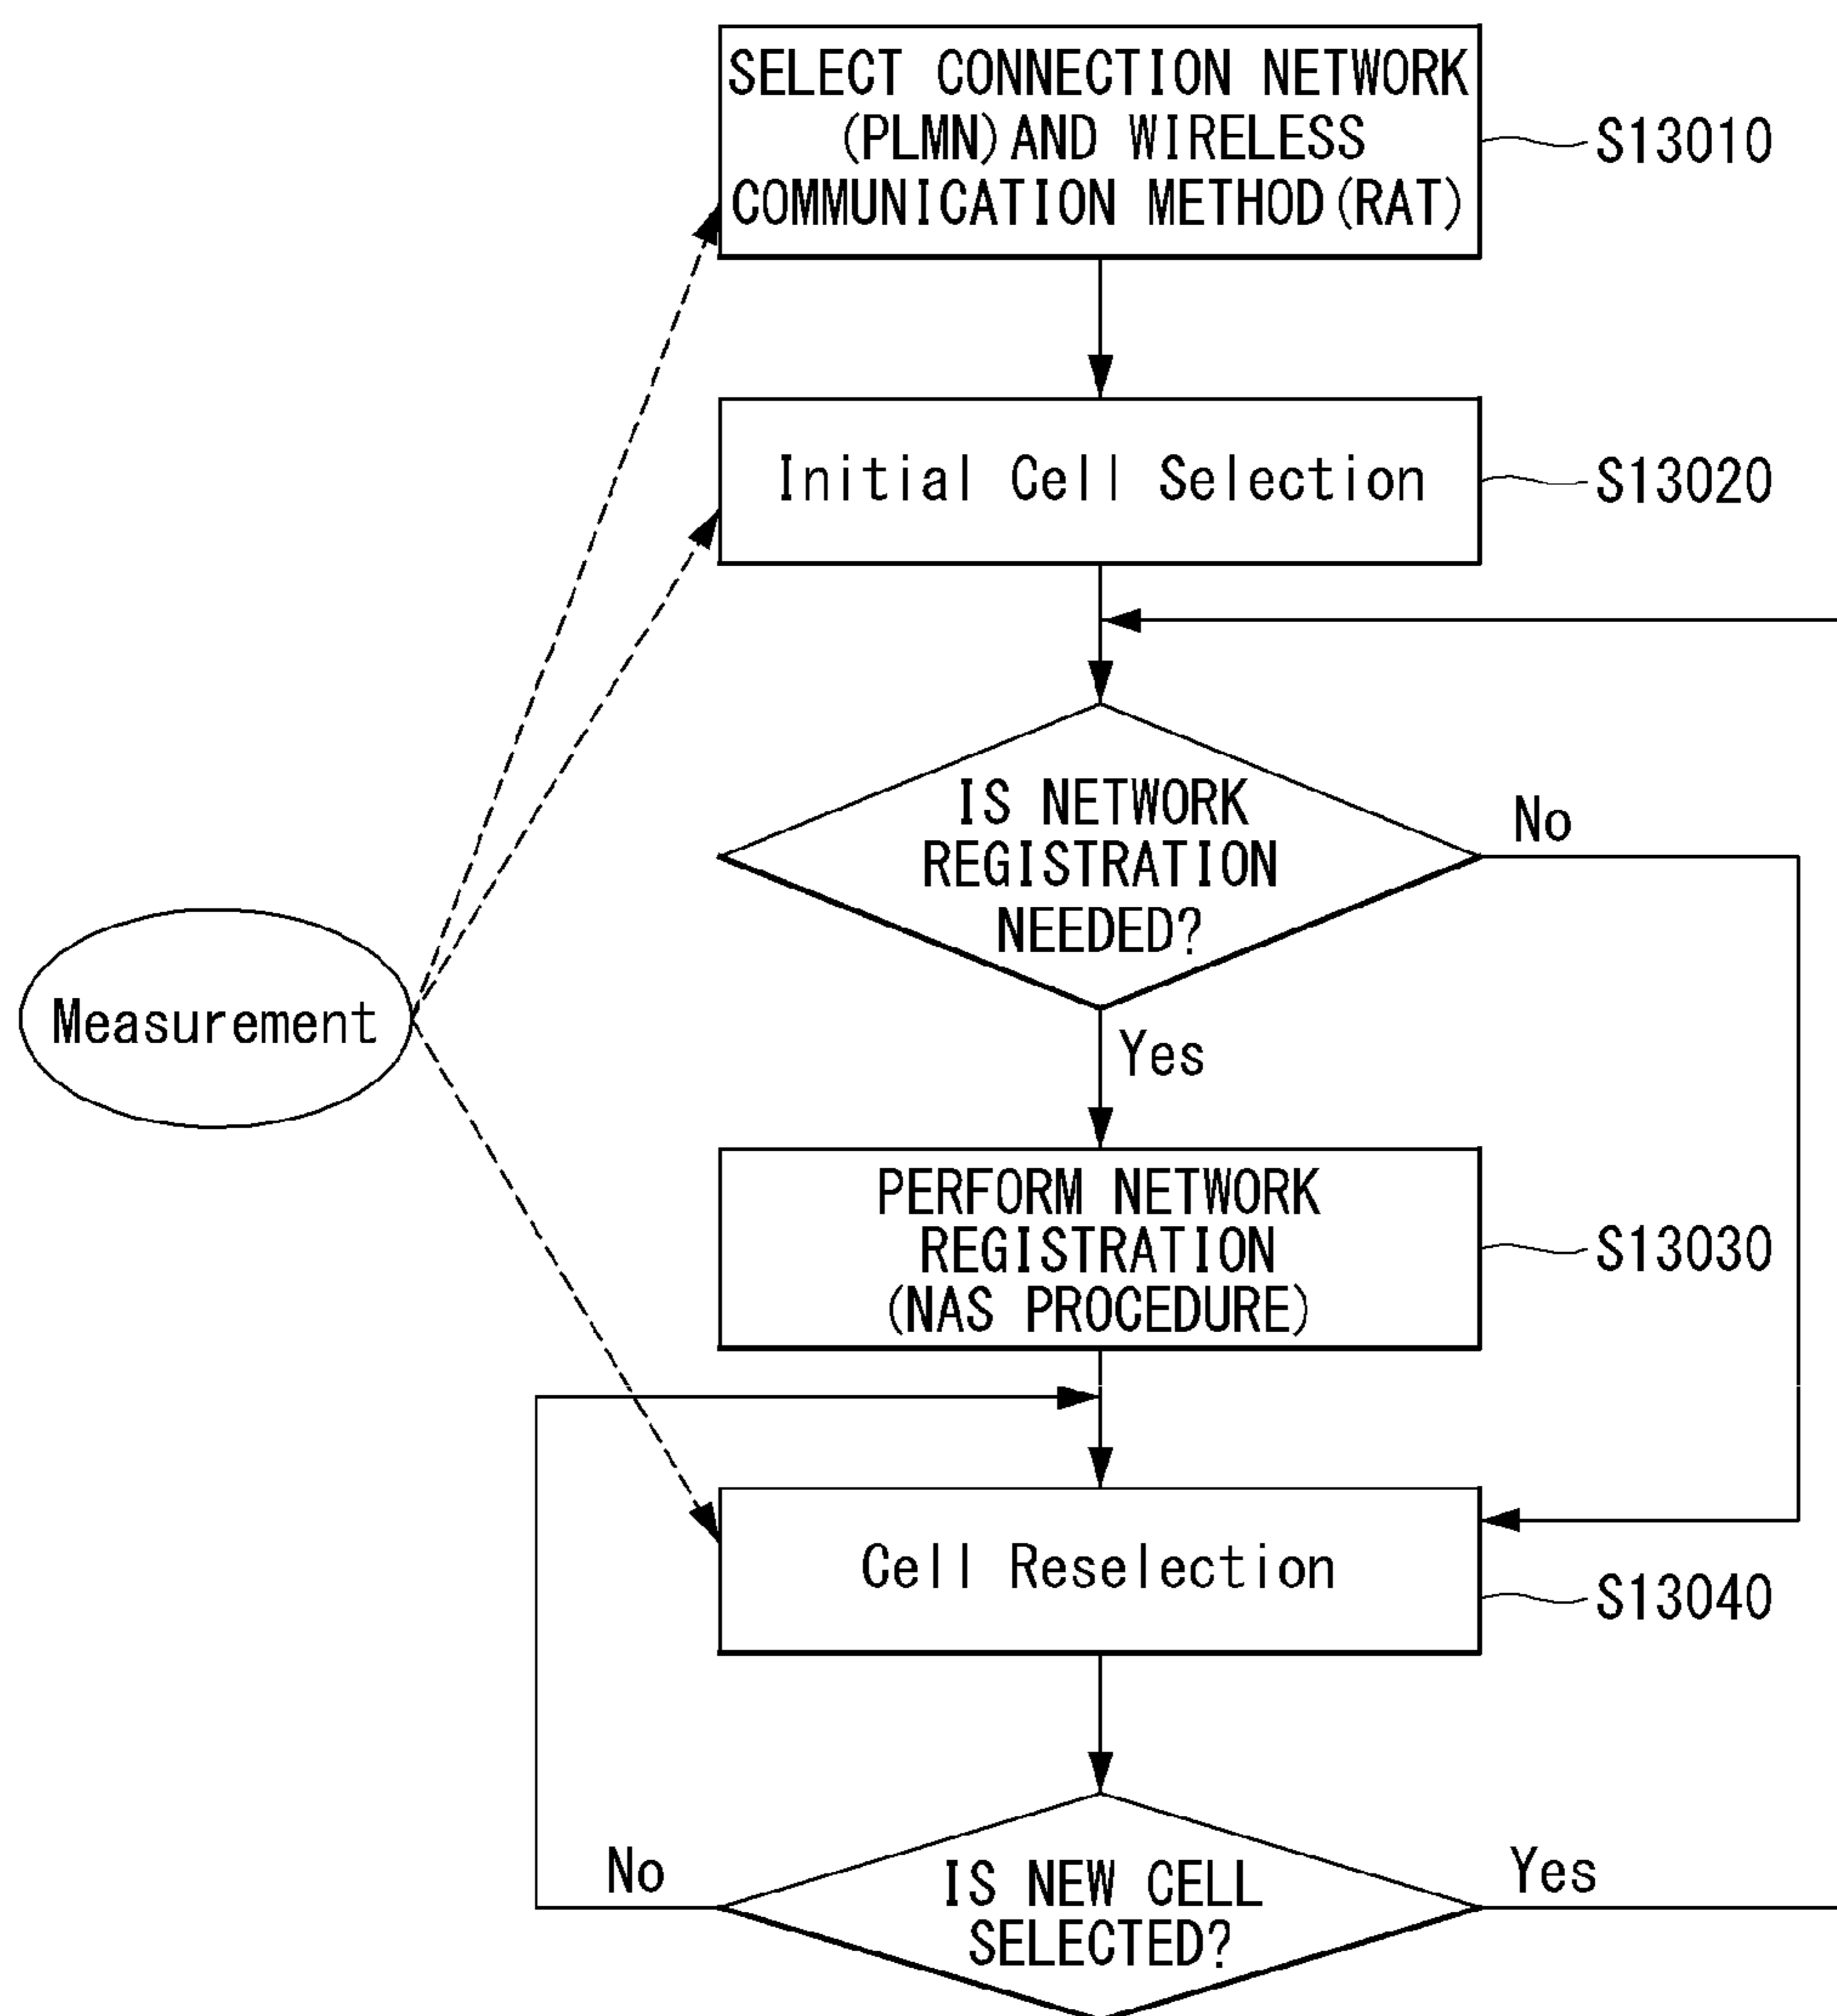 SELECT CONNECTION NETWORK
(PLMN) AND WIRELESS
COMMUNICATION METHOD (RAT)
S13010
Initial Cell Selection
S13020
IS NETWORK
REGISTRATION
NEEDED?
No
Yes
Measurement
PERFORM NETWORK
REGISTRATION
(NAS PROCEDURE)
S13030
Cell Reselection
S13040
IS NEW CELL
SELECTED?
No
Yes